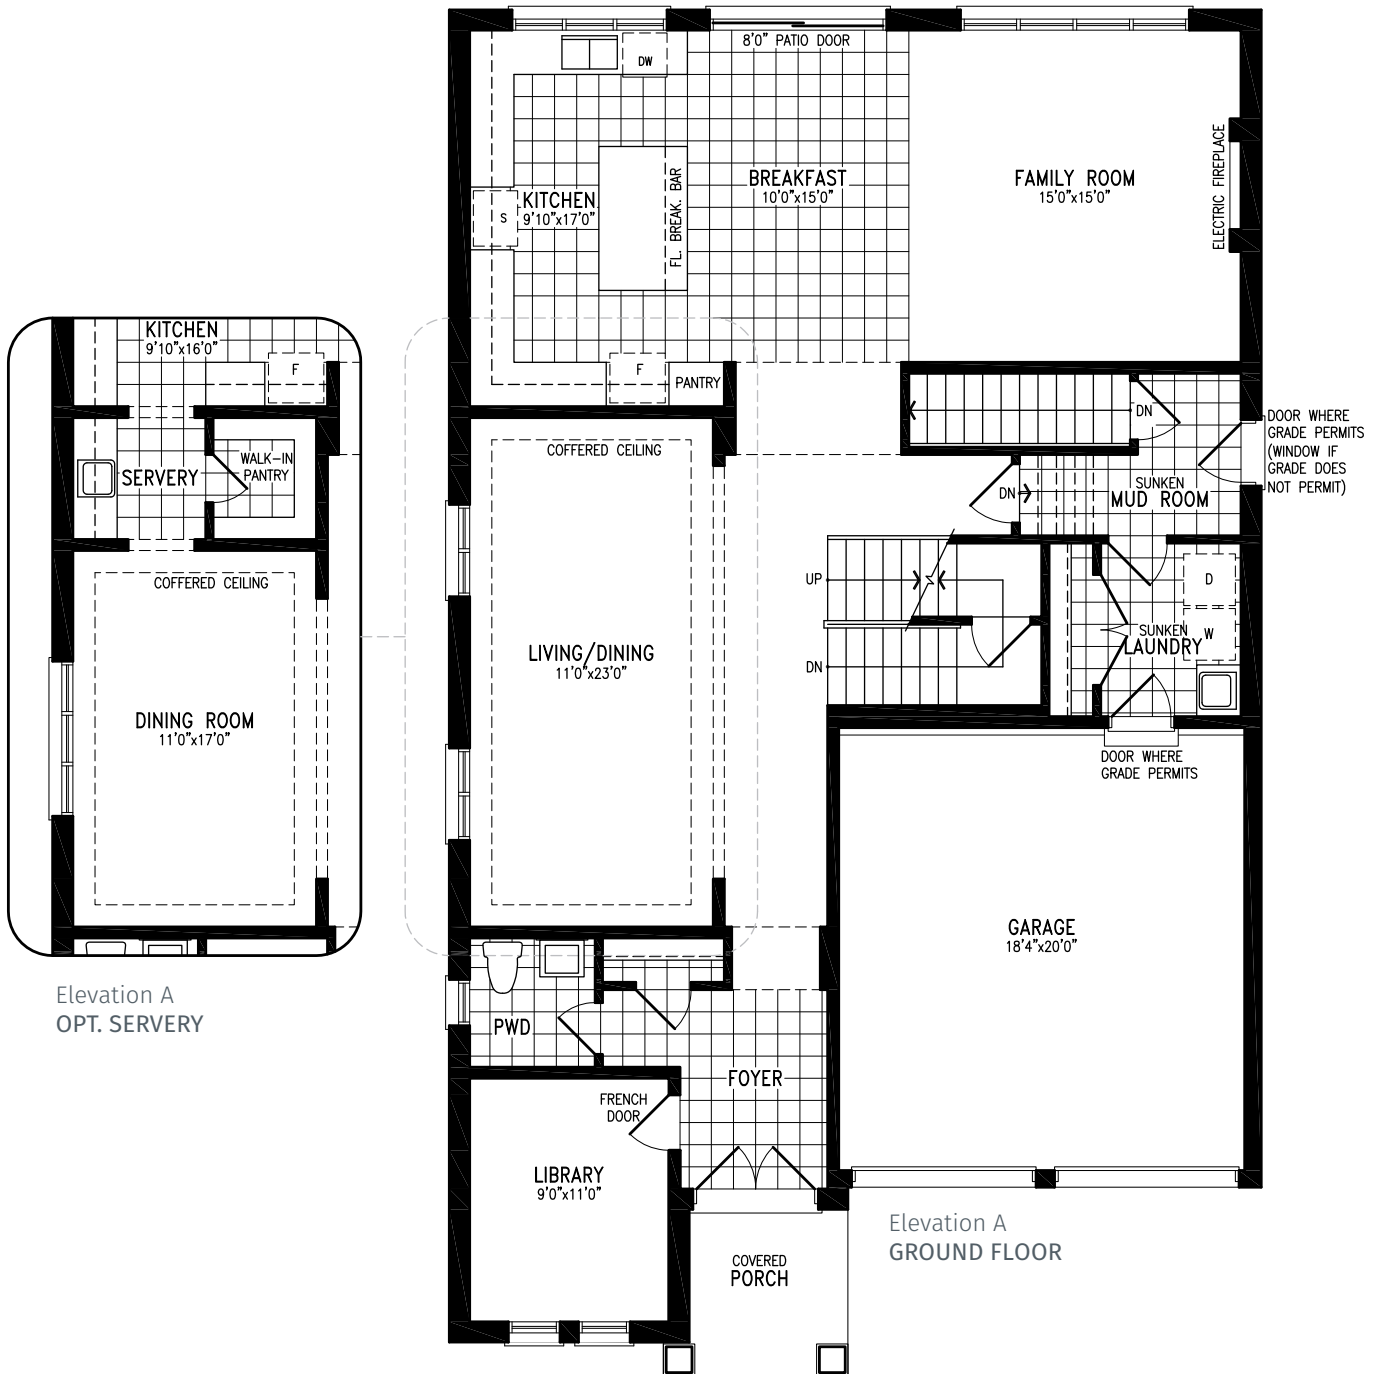 8'0" PATIO DOOR
DW
KITCHEN
9'10"x17'0"
S
FL. BREAK. BAR
BREAKFAST
10'0"x15'0"
FAMILY ROOM
15'0"x15'0"
ELECTRIC FIREPLACE
F
PANTRY
DN
DOOR WHERE
GRADE PERMITS
(WINDOW IF
GRADE DOES
NOT PERMIT)
COFFERED CEILING
DN
SUNKEN
MUD ROOM
UP
DN
D
W
SUNKEN
LAUNDRY
LIVING/DINING
11'0"x23'0"
DOOR WHERE
GRADE PERMITS
GARAGE
18'4"x20'0"
PWD
FOYER
FRENCH
DOOR
LIBRARY
9'0"x11'0"
COVERED
PORCH
Elevation A
GROUND FLOOR
KITCHEN
9'10"x16'0"
F
SERVERY
WALK-IN
PANTRY
COFFERED CEILING
DINING ROOM
11'0"x17'0"
Elevation A
OPT. SERVERY